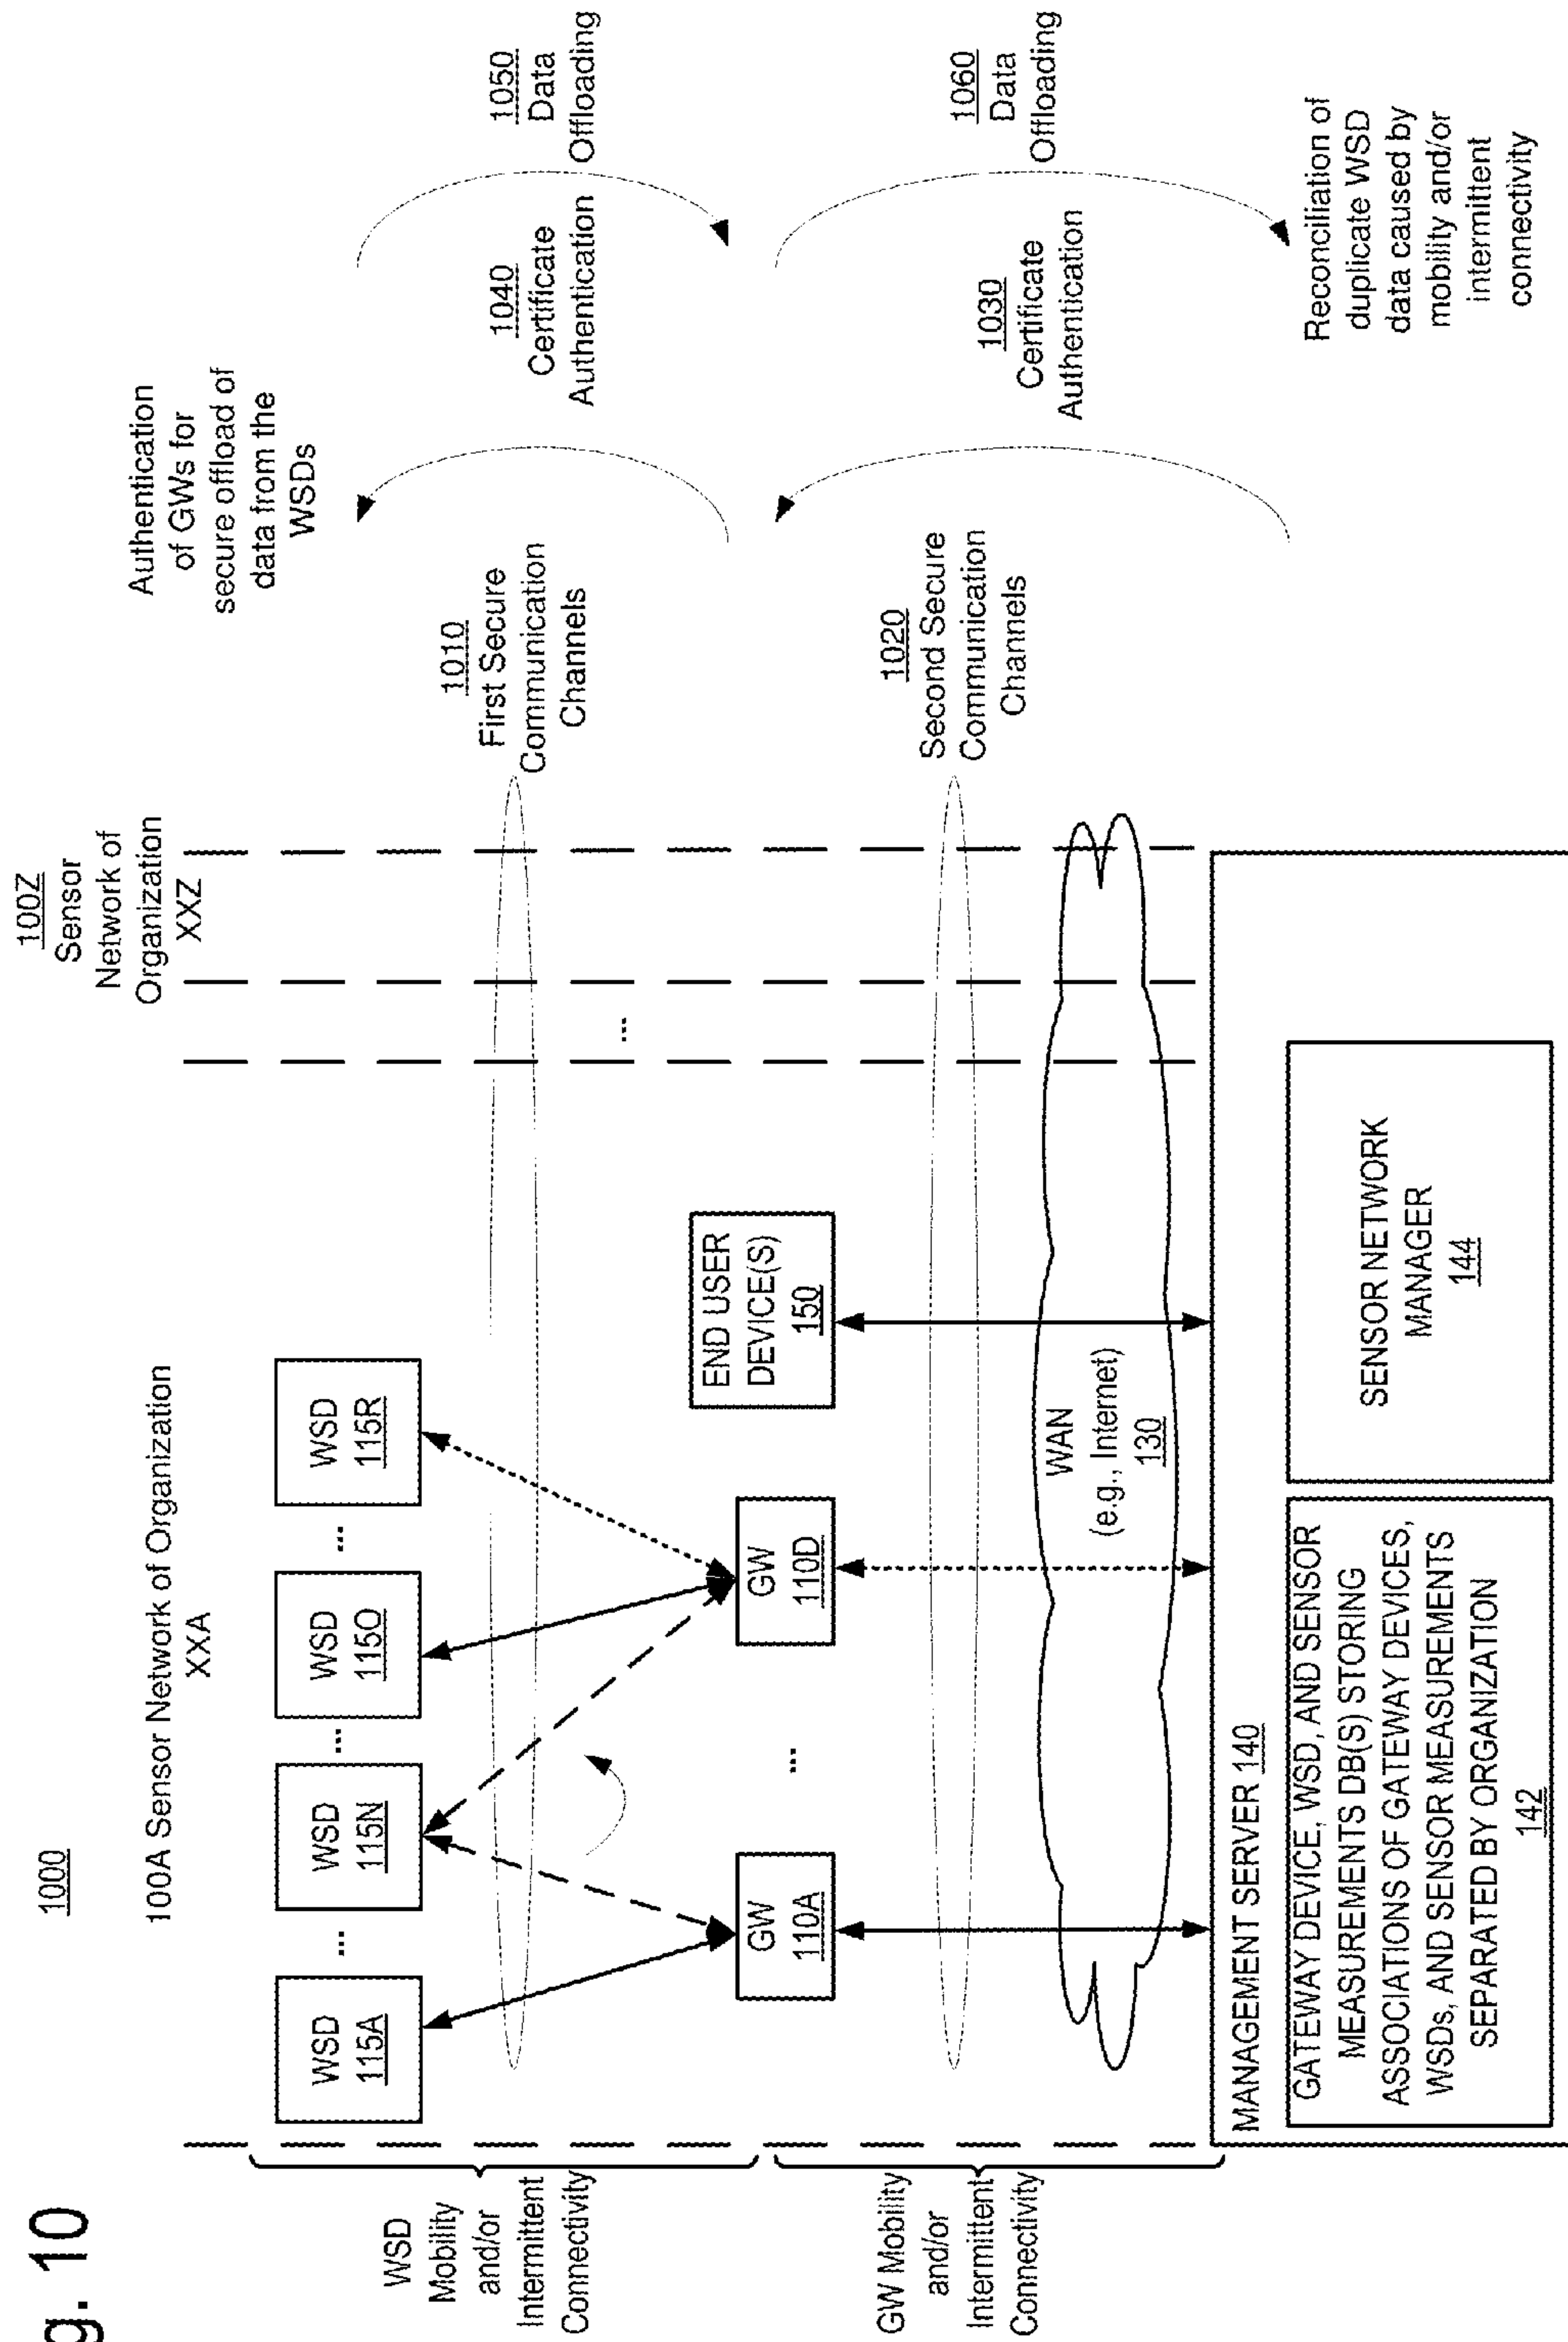 g. 10
1000
100A Sensor Network of Organization
XXA
100Z
Sensor
Network of
Organization
XXZ
Authentication
of GWs for
secure offload of
data from the
WSDs
WSD
Mobility
and/or
Intermittent
Connectivity
WSD
115A
...
WSD
115N
...
WSD
115O
...
WSD
115R
...
1010
First Secure
Communication
Channels
1040
Certificate
Authentication
1050
Data
Offloading
GW
110A
...
GW
110D
END USER
DEVICE(S)
150
GW Mobility
and/or
Intermittent
Connectivity
1020
Second Secure
Communication
Channels
1030
Certificate
Authentication
1060
Data
Offloading
WAN
(e.g., Internet)
130
MANAGEMENT SERVER 140
GATEWAY DEVICE, WSD, AND SENSOR
MEASUREMENTS DB(S) STORING
ASSOCIATIONS OF GATEWAY DEVICES,
WSDs, AND SENSOR MEASUREMENTS
SEPARATED BY ORGANIZATION
142
SENSOR NETWORK
MANAGER
144
Reconciliation of
duplicate WSD
data caused by
mobility and/or
intermittent
connectivity